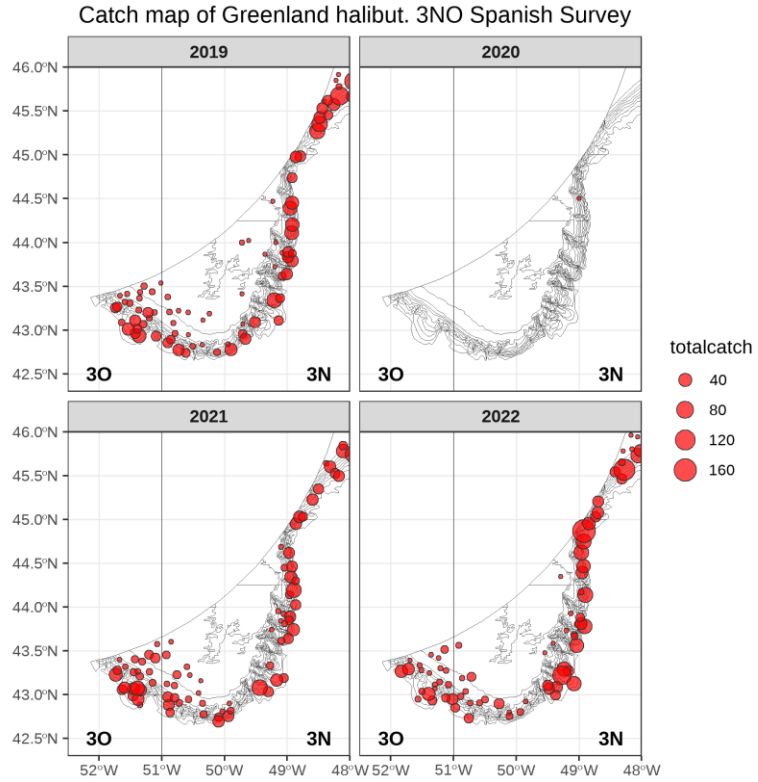 Catch map of Greenland halibut. 3NO Spanish Survey
2019
2020
46.0°N
45.5°N
45.0°N
44.5°N
44.0°N
43.5°N
43.0°N
42.5°N
3O
3N
3O
3N
totalcatch
40
80
120
160
2021
2022
46.0°N
45.5°N
45.0°N
44.5°N
44.0°N
43.5°N
43.0°N
42.5°N
3O
3N
3O
3N
52°W
51°W
50°W
49°W
48°W
52°W
51°W
50°W
49°W
48°W